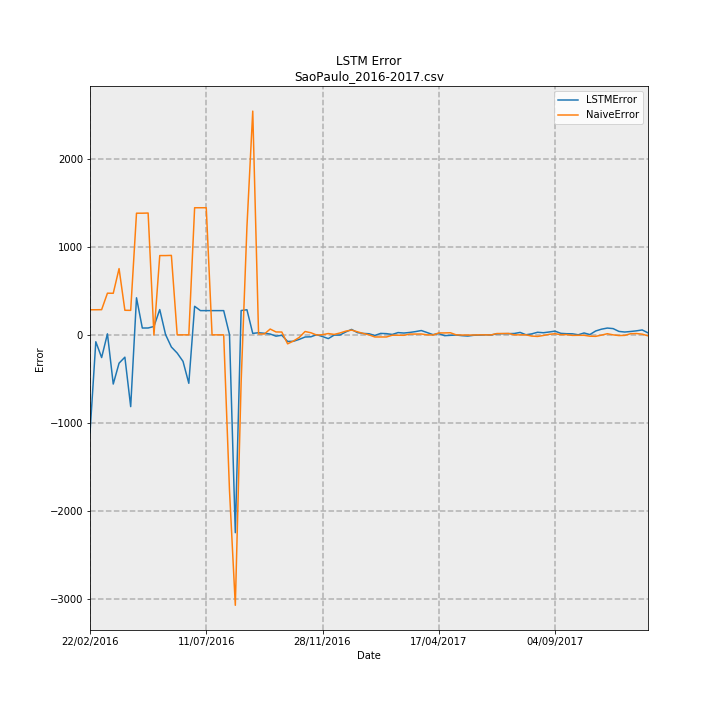 LSTM Error
SaoPaulo_2016-2017.csv
LSTMError
NaiveError
2000
1000
0
−1000
−2000
−3000
Error
22/02/2016
11/07/2016
28/11/2016
17/04/2017
04/09/2017
Date